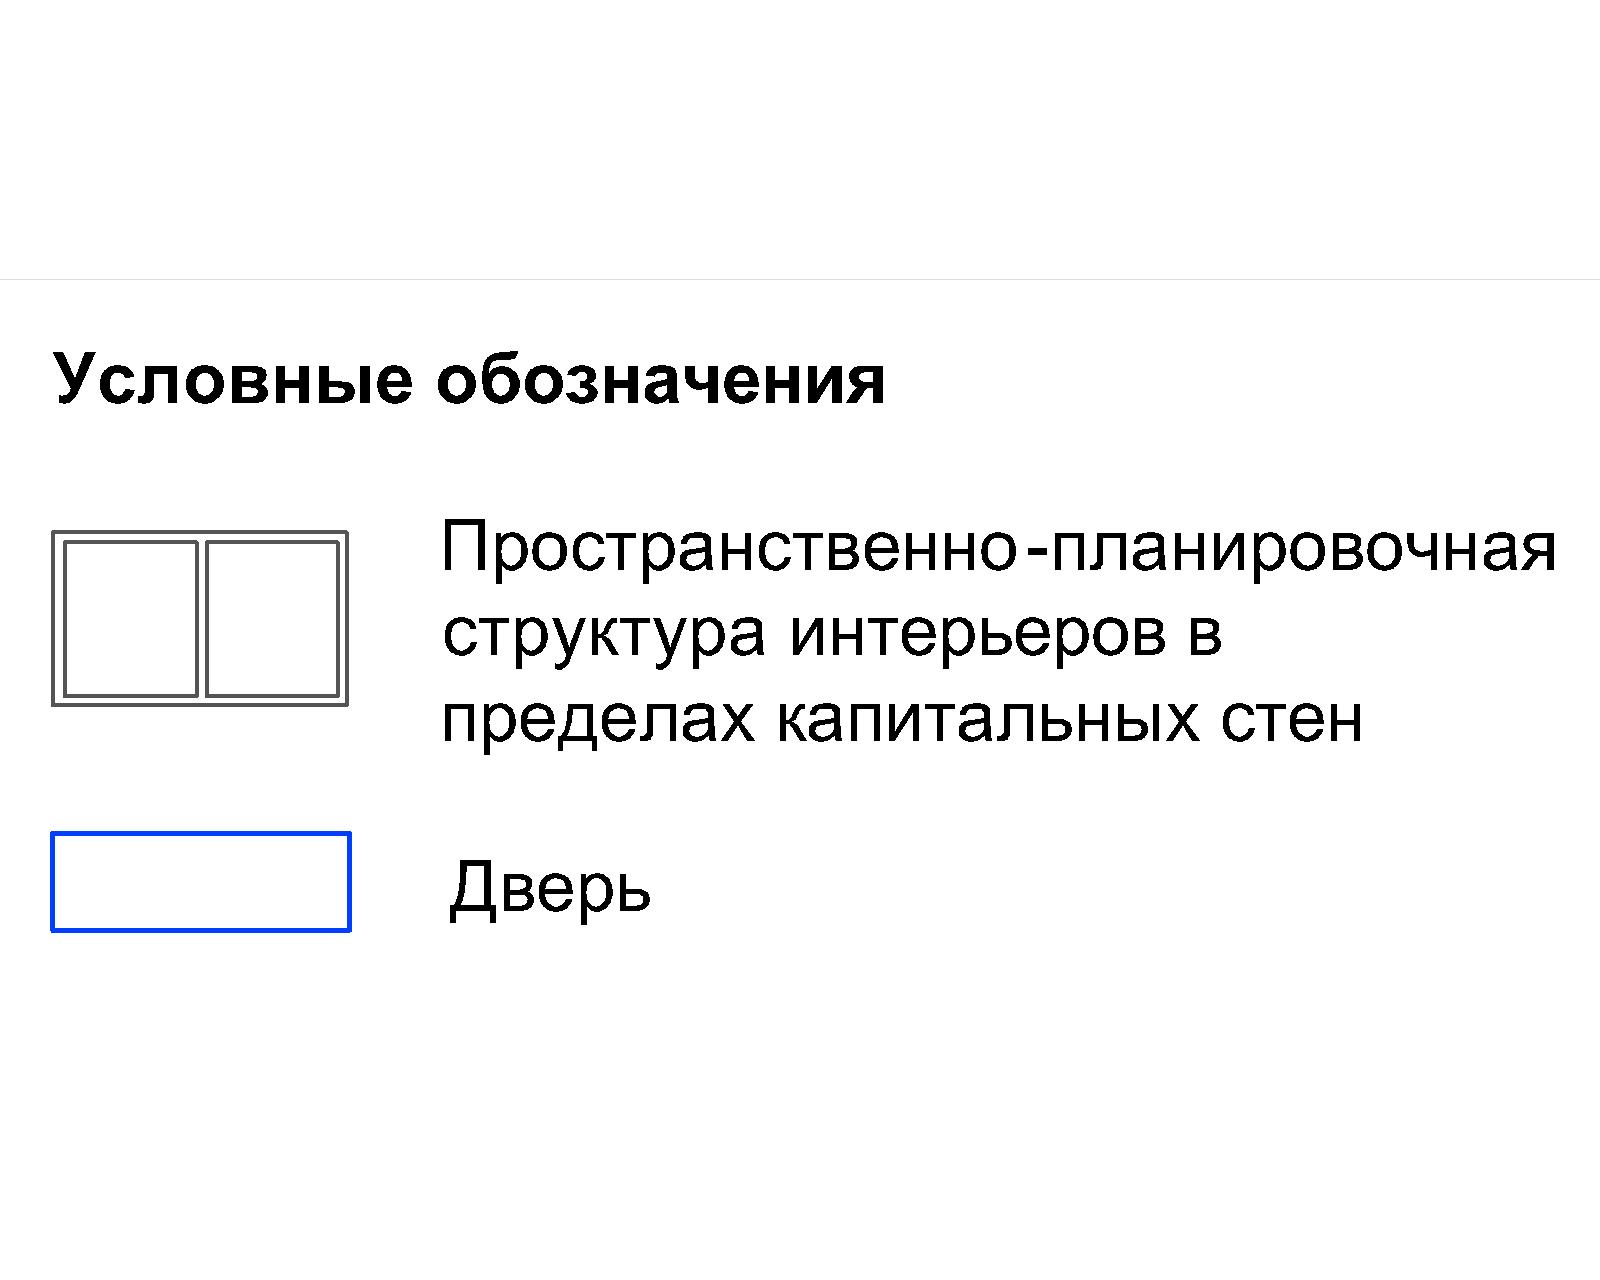 Условные обозначения
Пространственно-планировочная
структура интерьеров в
пределах капитальных стен
Дверь